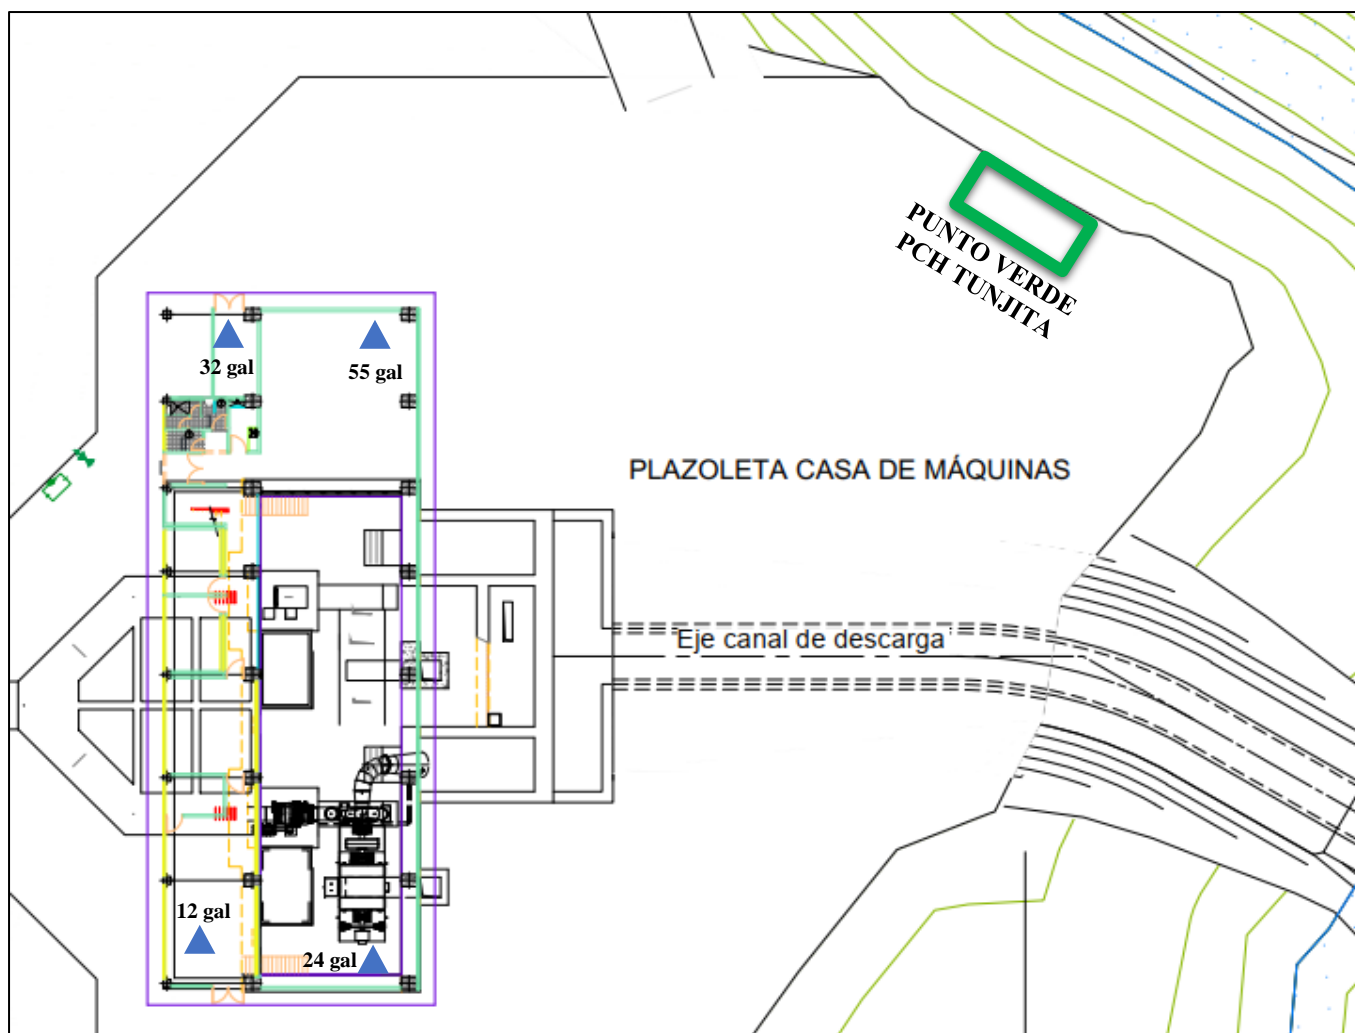 PUNTO VERDE
PCH TUNJITA
32 gal
55 gal
PLAZOLETA CASA DE MÁQUINAS
Eje canal de descarga
12 gal
24 gal